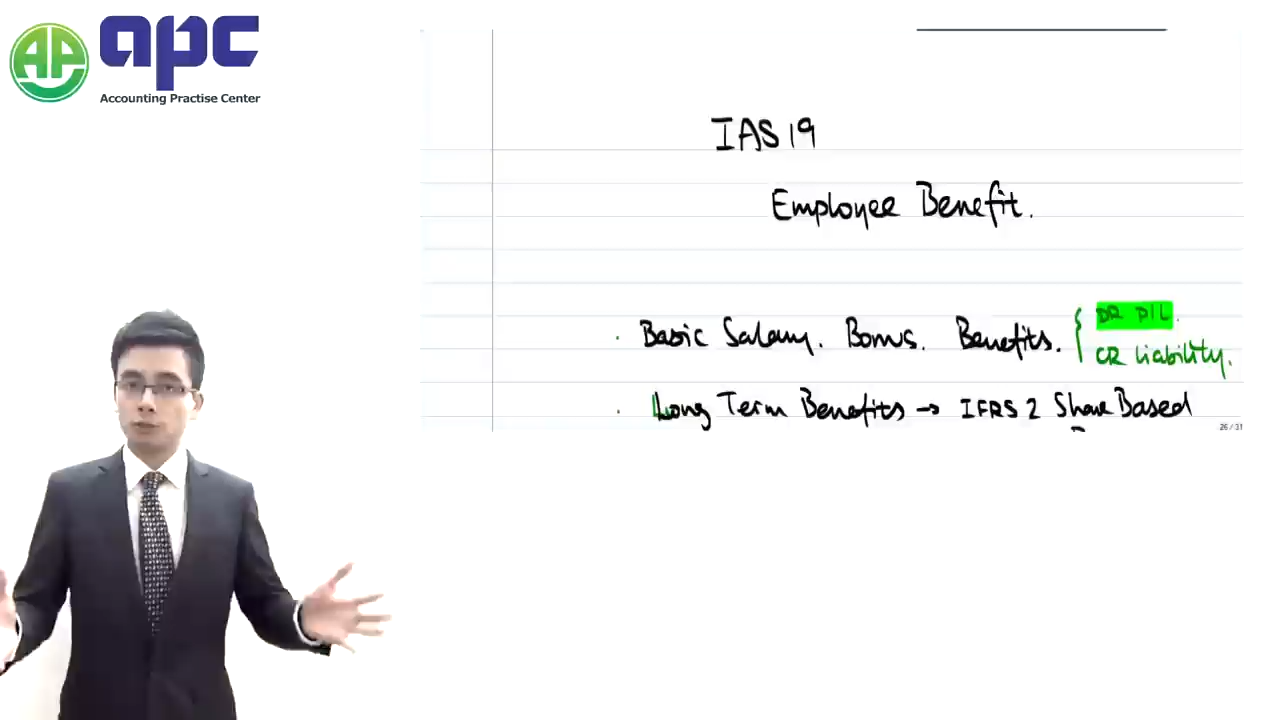 AP
apc
Accounting Practise Center
IAS 19
Employee Benefit.
· Basic Salary. Bonus. Benefits.
DR P/L.
CR liability.
· Long Term Benefits → IFRS 2 Share Based
26 / 31